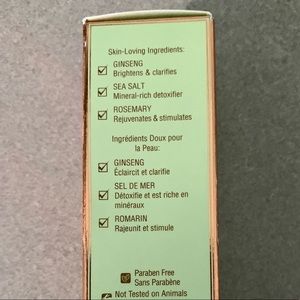 Skin-Loving Ingredients:
GINSENG
Brightens & clarifies
SEA SALT
Mineral-rich detoxifier
ROSEMARY
Rejuvenates & stimulates
Ingrédients Doux pour
la Peau:
GINSENG
Éclaircit et clarifie
SEL DE MER
Détoxifie et est riche en
minéraux
ROMARIN
Rajeunit et stimule
Paraben Free
Sans Parabène
Not Tested on Animals